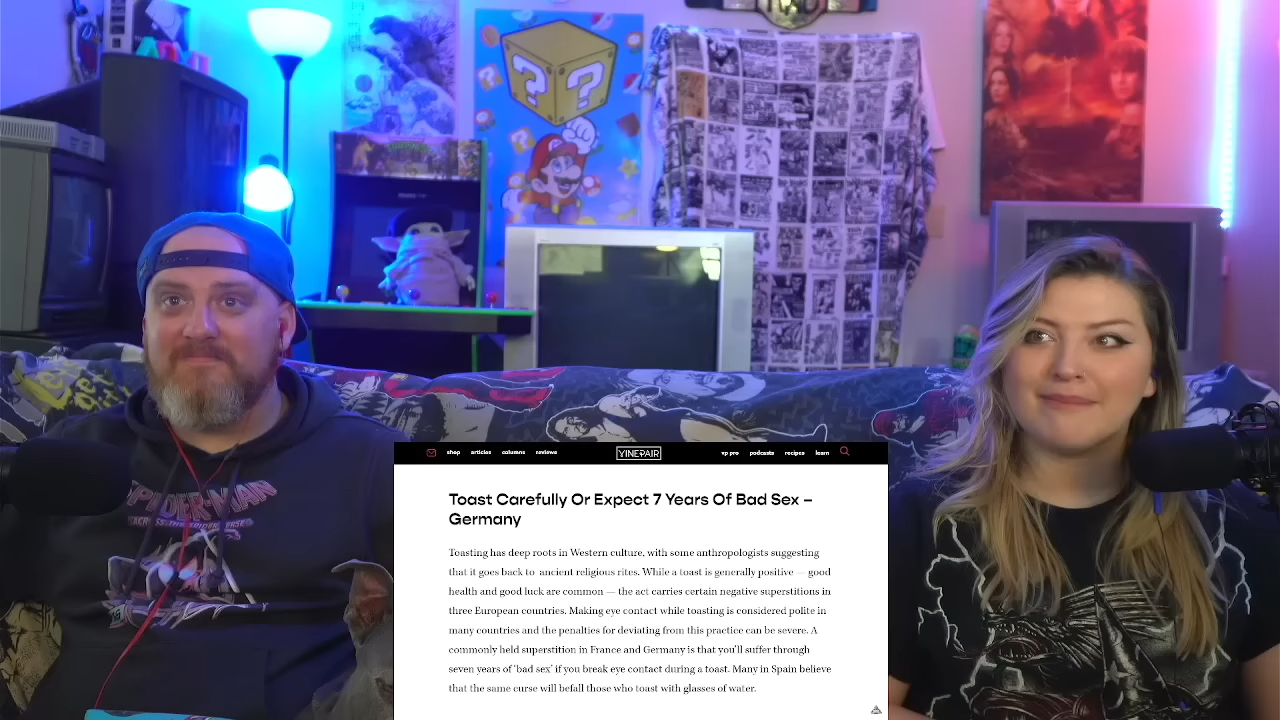 shop articles columns reviews VINEPAIR vp pro podcasts recipes learn
Toast Carefully Or Expect 7 Years Of Bad Sex –
Germany
Toasting has deep roots in Western culture, with some anthropologists suggesting
that it goes back to ancient religious rites. While a toast is generally positive — good
health and good luck are common — the act carries certain negative superstitions in
three European countries. Making eye contact while toasting is considered polite in
many countries and the penalties for deviating from this practice can be severe. A
commonly held superstition in France and Germany is that you'll suffer through
seven years of 'bad sex' if you break eye contact during a toast. Many in Spain believe
that the same curse will befall those who toast with glasses of water.
SPIDER-MAN
ACROSS THE SPIDER-VERSE